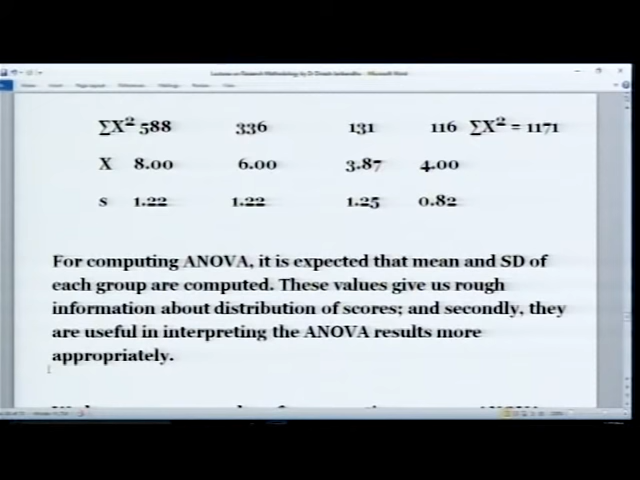 ∑X² 588 336 131 116 ∑X² = 1171
X 8.00 6.00 3.87 4.00
s 1.22 1.22 1.25 0.82
For computing ANOVA, it is expected that mean and SD of
each group are computed. These values give us rough
information about distribution of scores; and secondly, they
are useful in interpreting the ANOVA results more
appropriately.